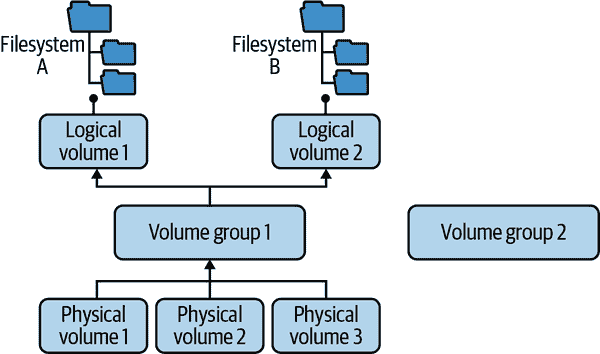 Filesystem
A
Filesystem
B
Logical
volume 1
Logical
volume 2
Volume group 1
Volume group 2
Physical
volume 1
Physical
volume 2
Physical
volume 3